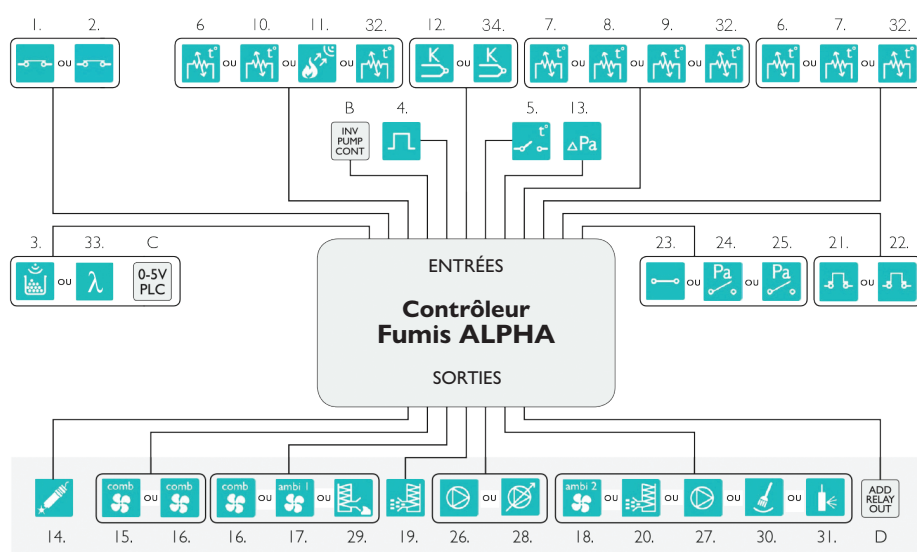 1. 2. 6 10. 11. 32. 12. 34. 7. 8. 9. 32. 6. 7. 32.
ou t° ou t° ou ou t° K ou K t° ou t° ou t° ou t° t° ou t° ou t°
B 4. 5. 13.
INV
PUMP
CONT
t°
ΔPa
3. 33. C 23. 24. 25. 21. 22.
ou λ
0-5V
PLC
ou Pa ou Pa ou
ENTRÉES
Contrôleur
Fumis ALPHA
SORTIES
comb ou comb comb ou ambi 1 ou ou ambi 2 ou ou ou ou
ADD
RELAY
OUT
14. 15. 16. 16. 17. 29. 19. 26. 28. 18. 20. 27. 30. 31. D